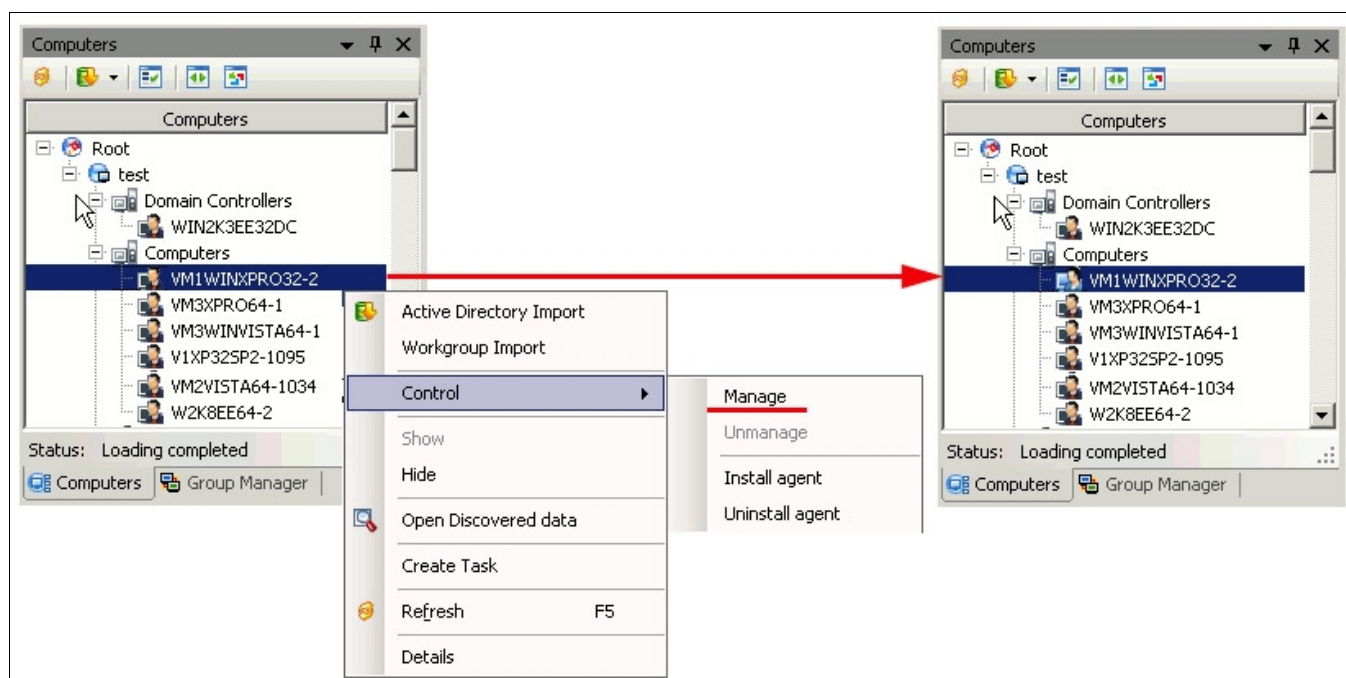 Computers
Computers
Root
test
Domain Controllers
WIN2K3EE32DC
Computers
VM1WINXPRO32-2
VM3XPRO64-1
VM3WINVISTA64-1
V1XP32SP2-1095
VM2VISTA64-1034
W2K8EE64-2
Status: Loading completed
Computers Group Manager
Active Directory Import
Workgroup Import
Control
Show
Hide
Open Discovered data
Create Task
Refresh F5
Details
Manage
Unmanage
Install agent
Uninstall agent
Computers
Computers
Root
test
Domain Controllers
WIN2K3EE32DC
Computers
VM1WINXPRO32-2
VM3XPRO64-1
VM3WINVISTA64-1
V1XP32SP2-1095
VM2VISTA64-1034
W2K8EE64-2
Status: Loading completed
Computers Group Manager